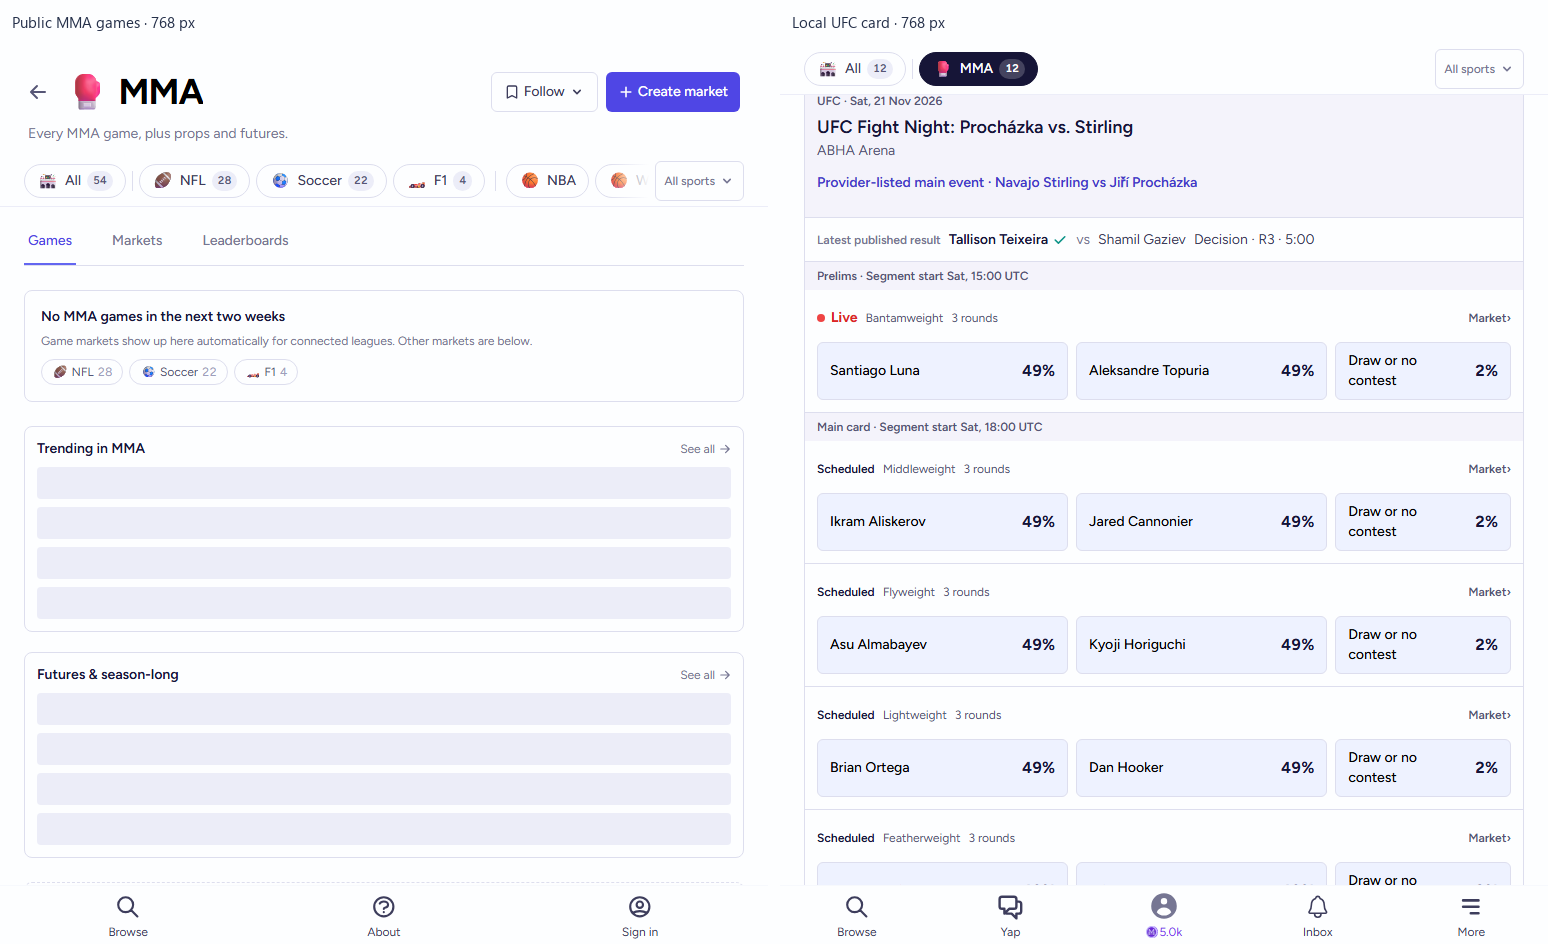 Public MMA games · 768 px
MMA
Follow
Create market
Every MMA game, plus props and futures.
All 54
NFL 28
Soccer 22
F1 4
NBA
All sports
Games
Markets
Leaderboards
No MMA games in the next two weeks
Game markets show up here automatically for connected leagues. Other markets are below.
NFL 28
Soccer 22
F1 4
Trending in MMA
See all
Futures & season-long
See all
Browse
About
Sign in
Local UFC card · 768 px
All 12
MMA 12
All sports
UFC · Sat, 21 Nov 2026
UFC Fight Night: Procházka vs. Stirling
ABHA Arena
Provider-listed main event · Navajo Stirling vs Jiří Procházka
Latest published result Tallison Teixeira vs Shamil Gaziev Decision · R3 · 5:00
Prelims · Segment start Sat, 15:00 UTC
Live Bantamweight 3 rounds
Market›
Santiago Luna 49%
Aleksandre Topuria 49%
Draw or no
contest
2%
Main card · Segment start Sat, 18:00 UTC
Scheduled Middleweight 3 rounds
Market›
Ikram Aliskerov 49%
Jared Cannonier 49%
Draw or no
contest
2%
Scheduled Flyweight 3 rounds
Market›
Asu Almabayev 49%
Kyoji Horiguchi 49%
Draw or no
contest
2%
Scheduled Lightweight 3 rounds
Market›
Brian Ortega 49%
Dan Hooker 49%
Draw or no
contest
2%
Scheduled Featherweight 3 rounds
Market›
Draw or no
Browse
Yap
5.0k
Inbox
More